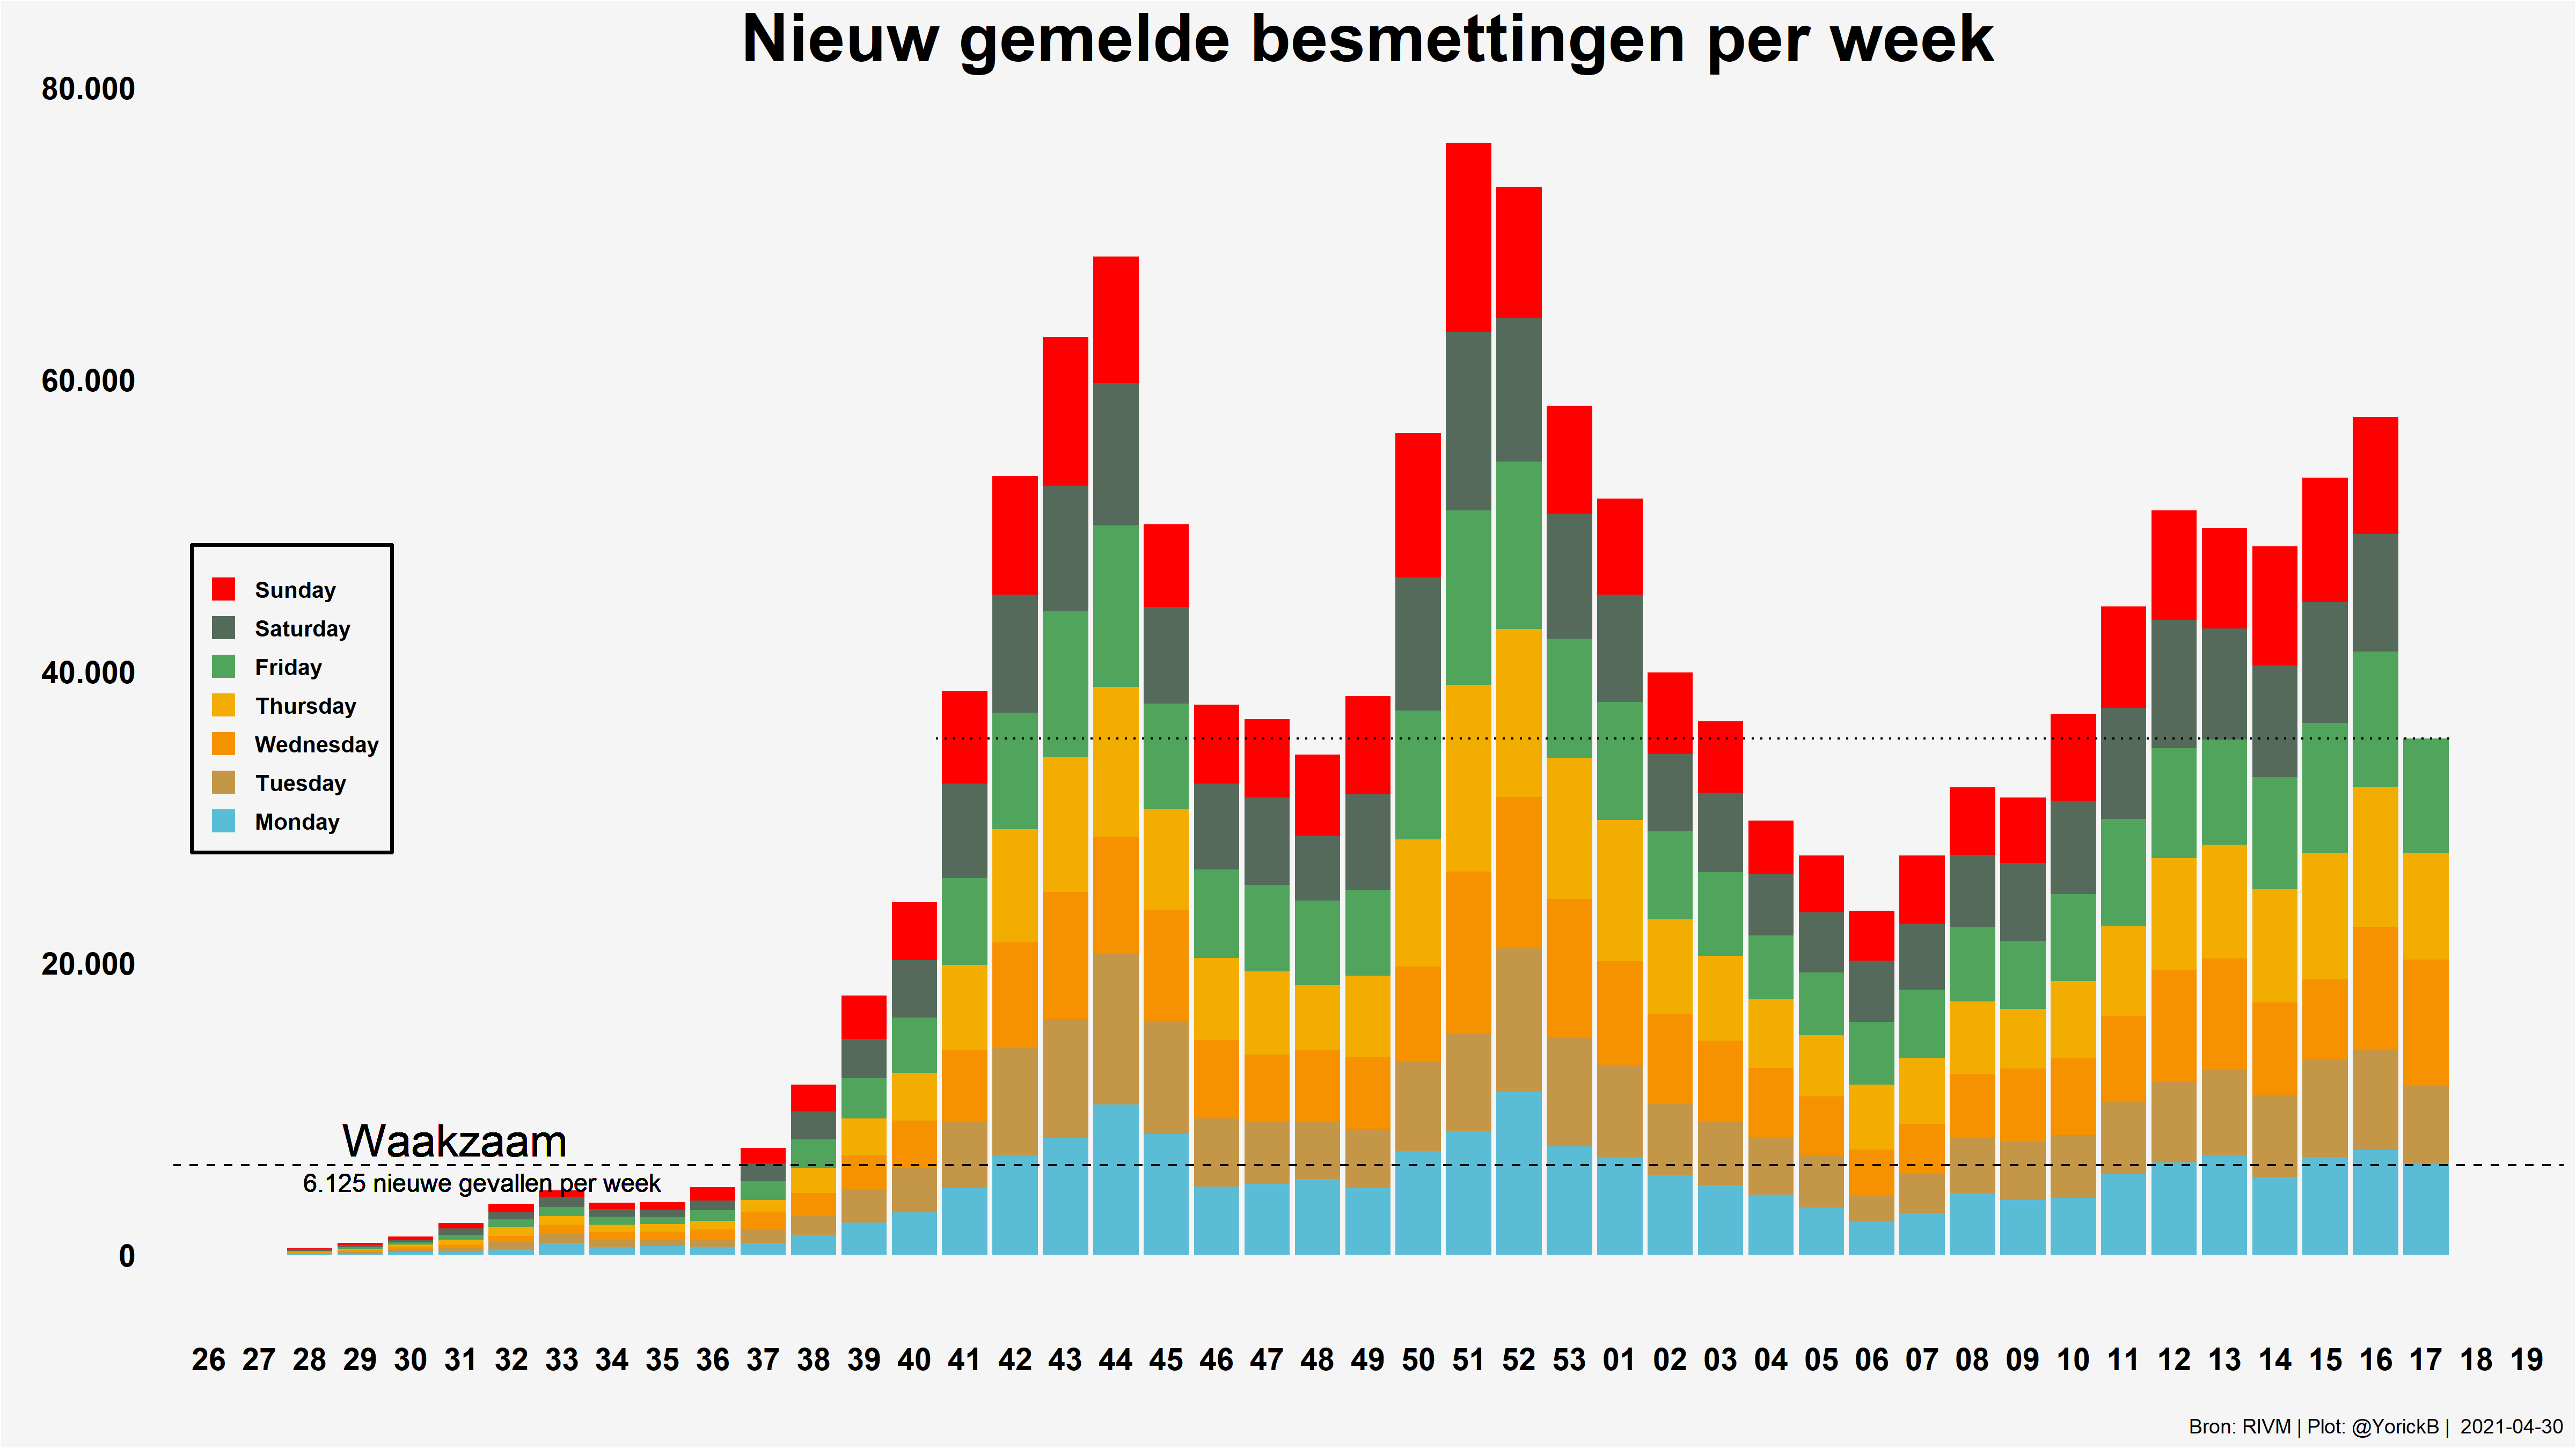 Nieuw gemelde besmettingen per week
80.000
60.000
40.000
20.000
0
Sunday
Saturday
Friday
Thursday
Wednesday
Tuesday
Monday
Waakzaam
6.125 nieuwe gevallen per week
26 27 28 29 30 31 32 33 34 35 36 37 38 39 40 41 42 43 44 45 46 47 48 49 50 51 52 53 01 02 03 04 05 06 07 08 09 10 11 12 13 14 15 16 17 18 19
Bron: RIVM | Plot: @YorickB | 2021-04-30